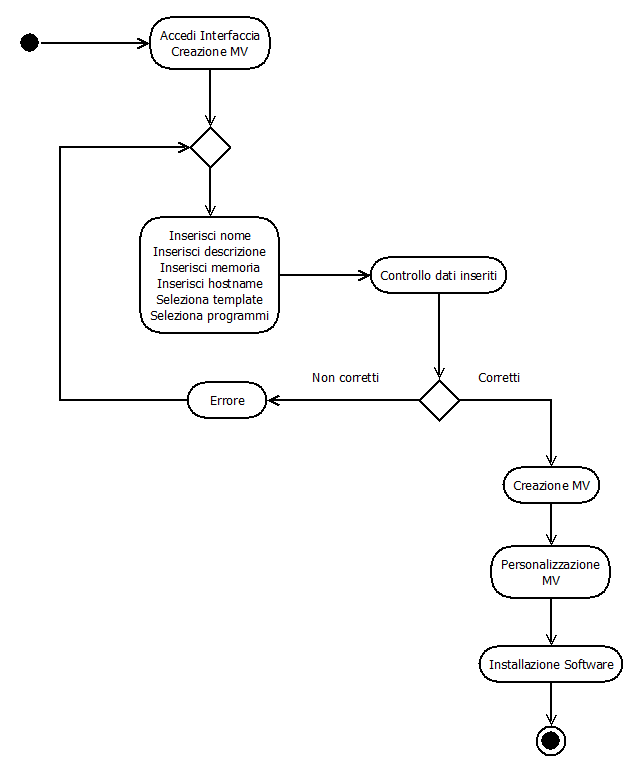 Accedi Interfaccia
Creazione MV
Inserisci nome
Inserisci descrizione
Inserisci memoria
Inserisci hostname
Seleziona template
Seleziona programmi
Controllo dati inseriti
Non corretti
Corretti
Errore
Creazione MV
Personalizzazione
MV
Installazione Software